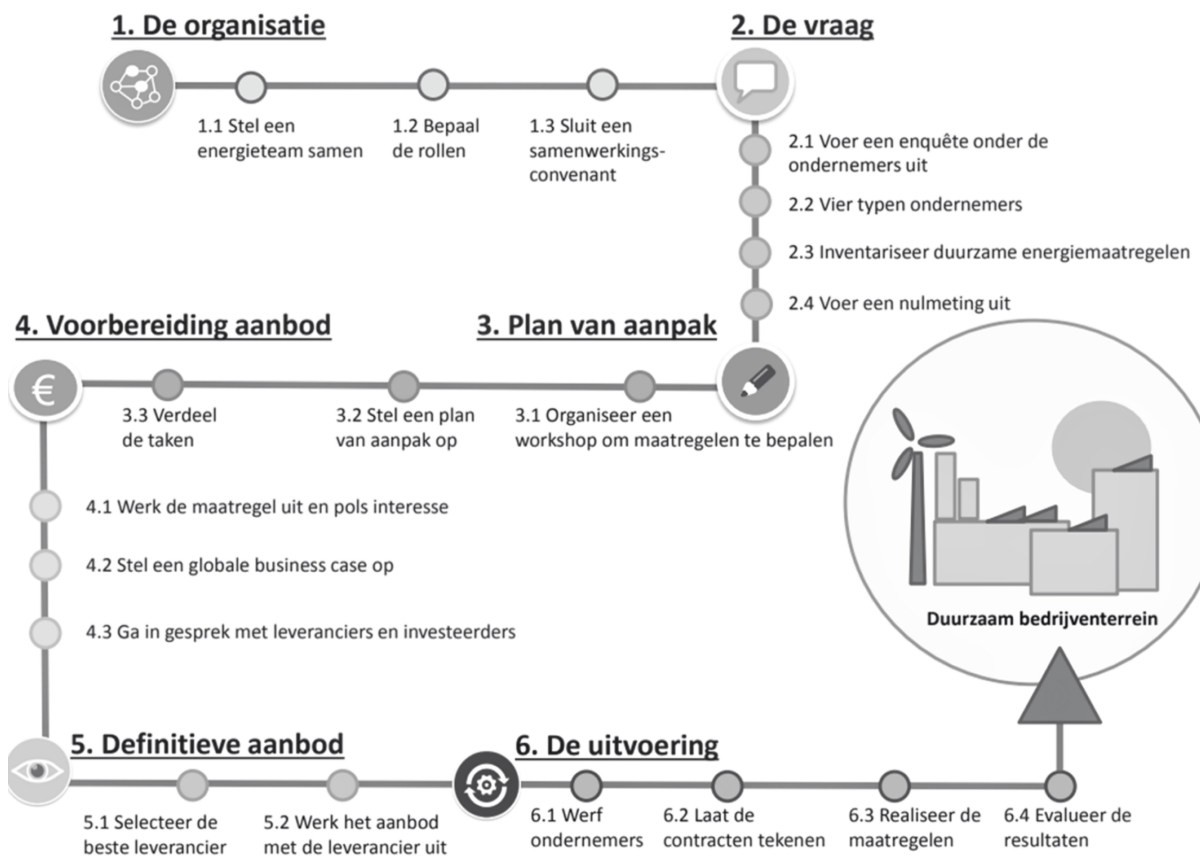 1. De organisatie
1.1 Stel een
energieteam samen
1.2 Bepaal
de rollen
1.3 Sluit een
samenwerkings-
convenant
2. De vraag
2.1 Voer een enquête onder de
ondernemers uit
2.2 Vier typen ondernemers
2.3 Inventariseer duurzame energiemaatregelen
2.4 Voer een nulmeting uit
3. Plan van aanpak
3.1 Organiseer een
workshop om maatregelen te bepalen
3.2 Stel een plan
van aanpak op
3.3 Verdeel
de taken
4. Voorbereiding aanbod
€
4.1 Werk de maatregel uit en pols interesse
4.2 Stel een globale business case op
4.3 Ga in gesprek met leveranciers en investeerders
5. Definitieve aanbod
5.1 Selecteer de
beste leverancier
5.2 Werk het aanbod
met de leverancier uit
6. De uitvoering
6.1 Werf
ondernemers
6.2 Laat de
contracten tekenen
6.3 Realiseer de
maatregelen
6.4 Evalueer de
resultaten
Duurzaam bedrijventerrein